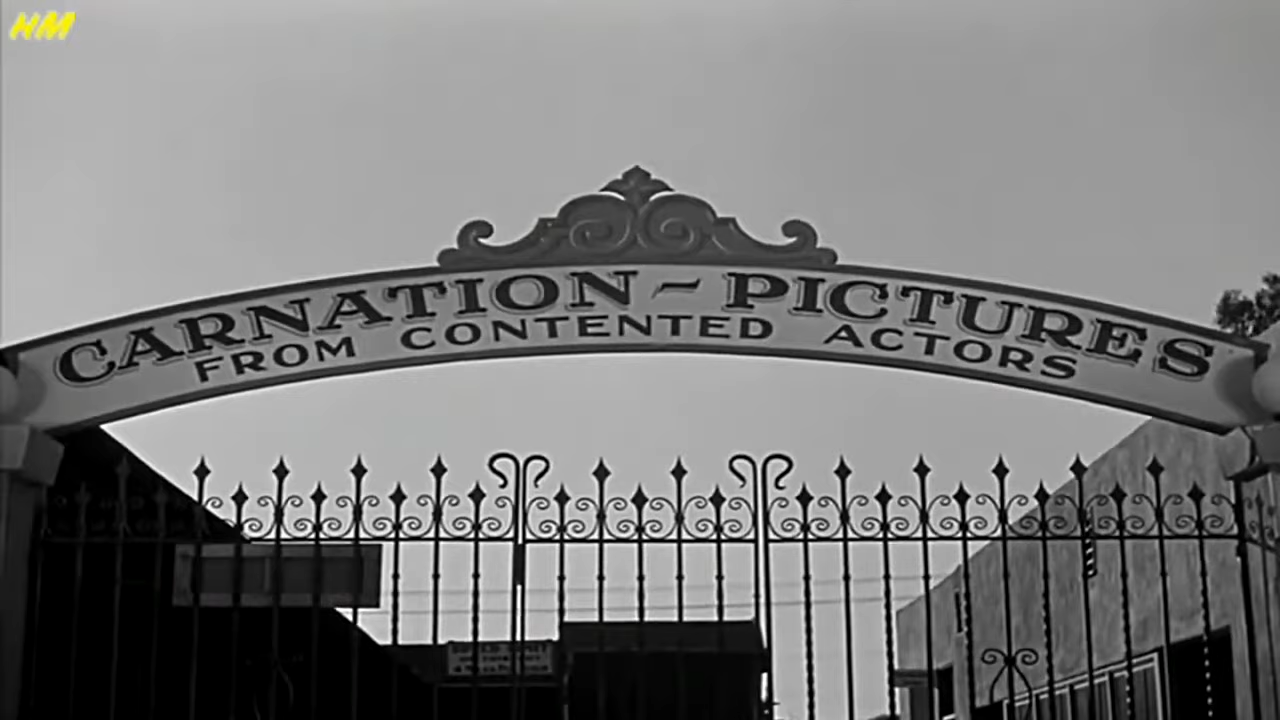 HM
CARNATION ~ PICTURES
FROM CONTENTED ACTORS